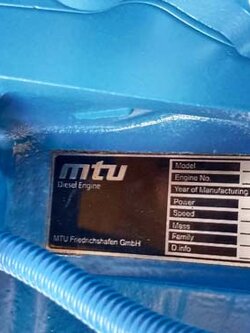 mtu
Diesel Engine
MTU Friedrichshafen GmbH
Model
Engine No.
Year of Manufacturing
Power
Speed
Mass
Family
D.info